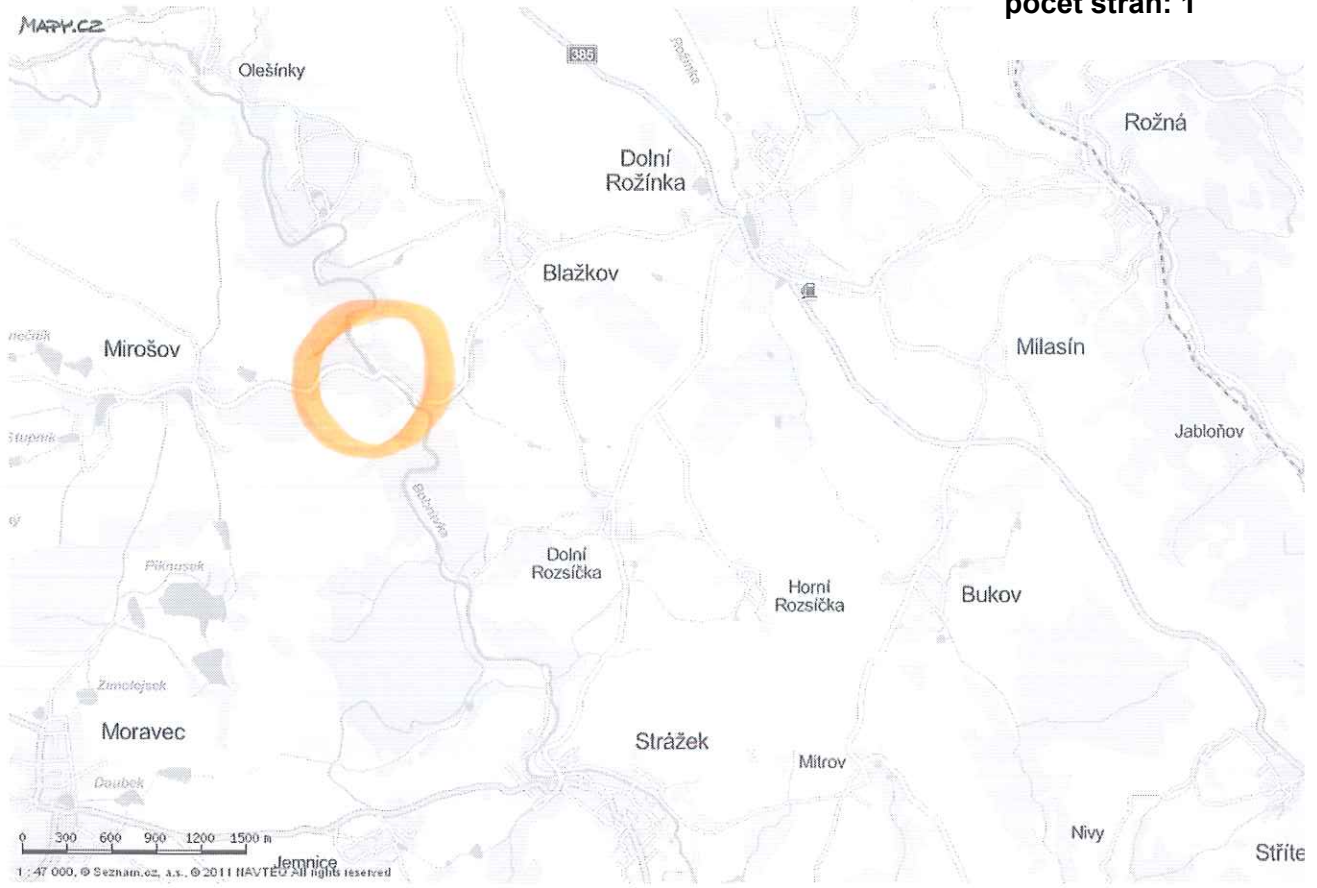 počet stran: 1
MAPY.CZ
Olešínky
385
Rožinka
Rožná
Dolní
Rožínka
Blažkov
Mirošov
Milasín
Jabloňov
Bobrůvka
Piknusek
Dolní
Rozsíčka
Horní
Rozsíčka
Bukov
Zimolejsek
Moravec
Strážek
Mitrov
Doubek
Nivy
Stříte
0 300 600 900 1200 1500 m
Jemnice
1 : 47 000, © Seznam.cz, a.s., © 2011 NAVTEQ All rights reserved